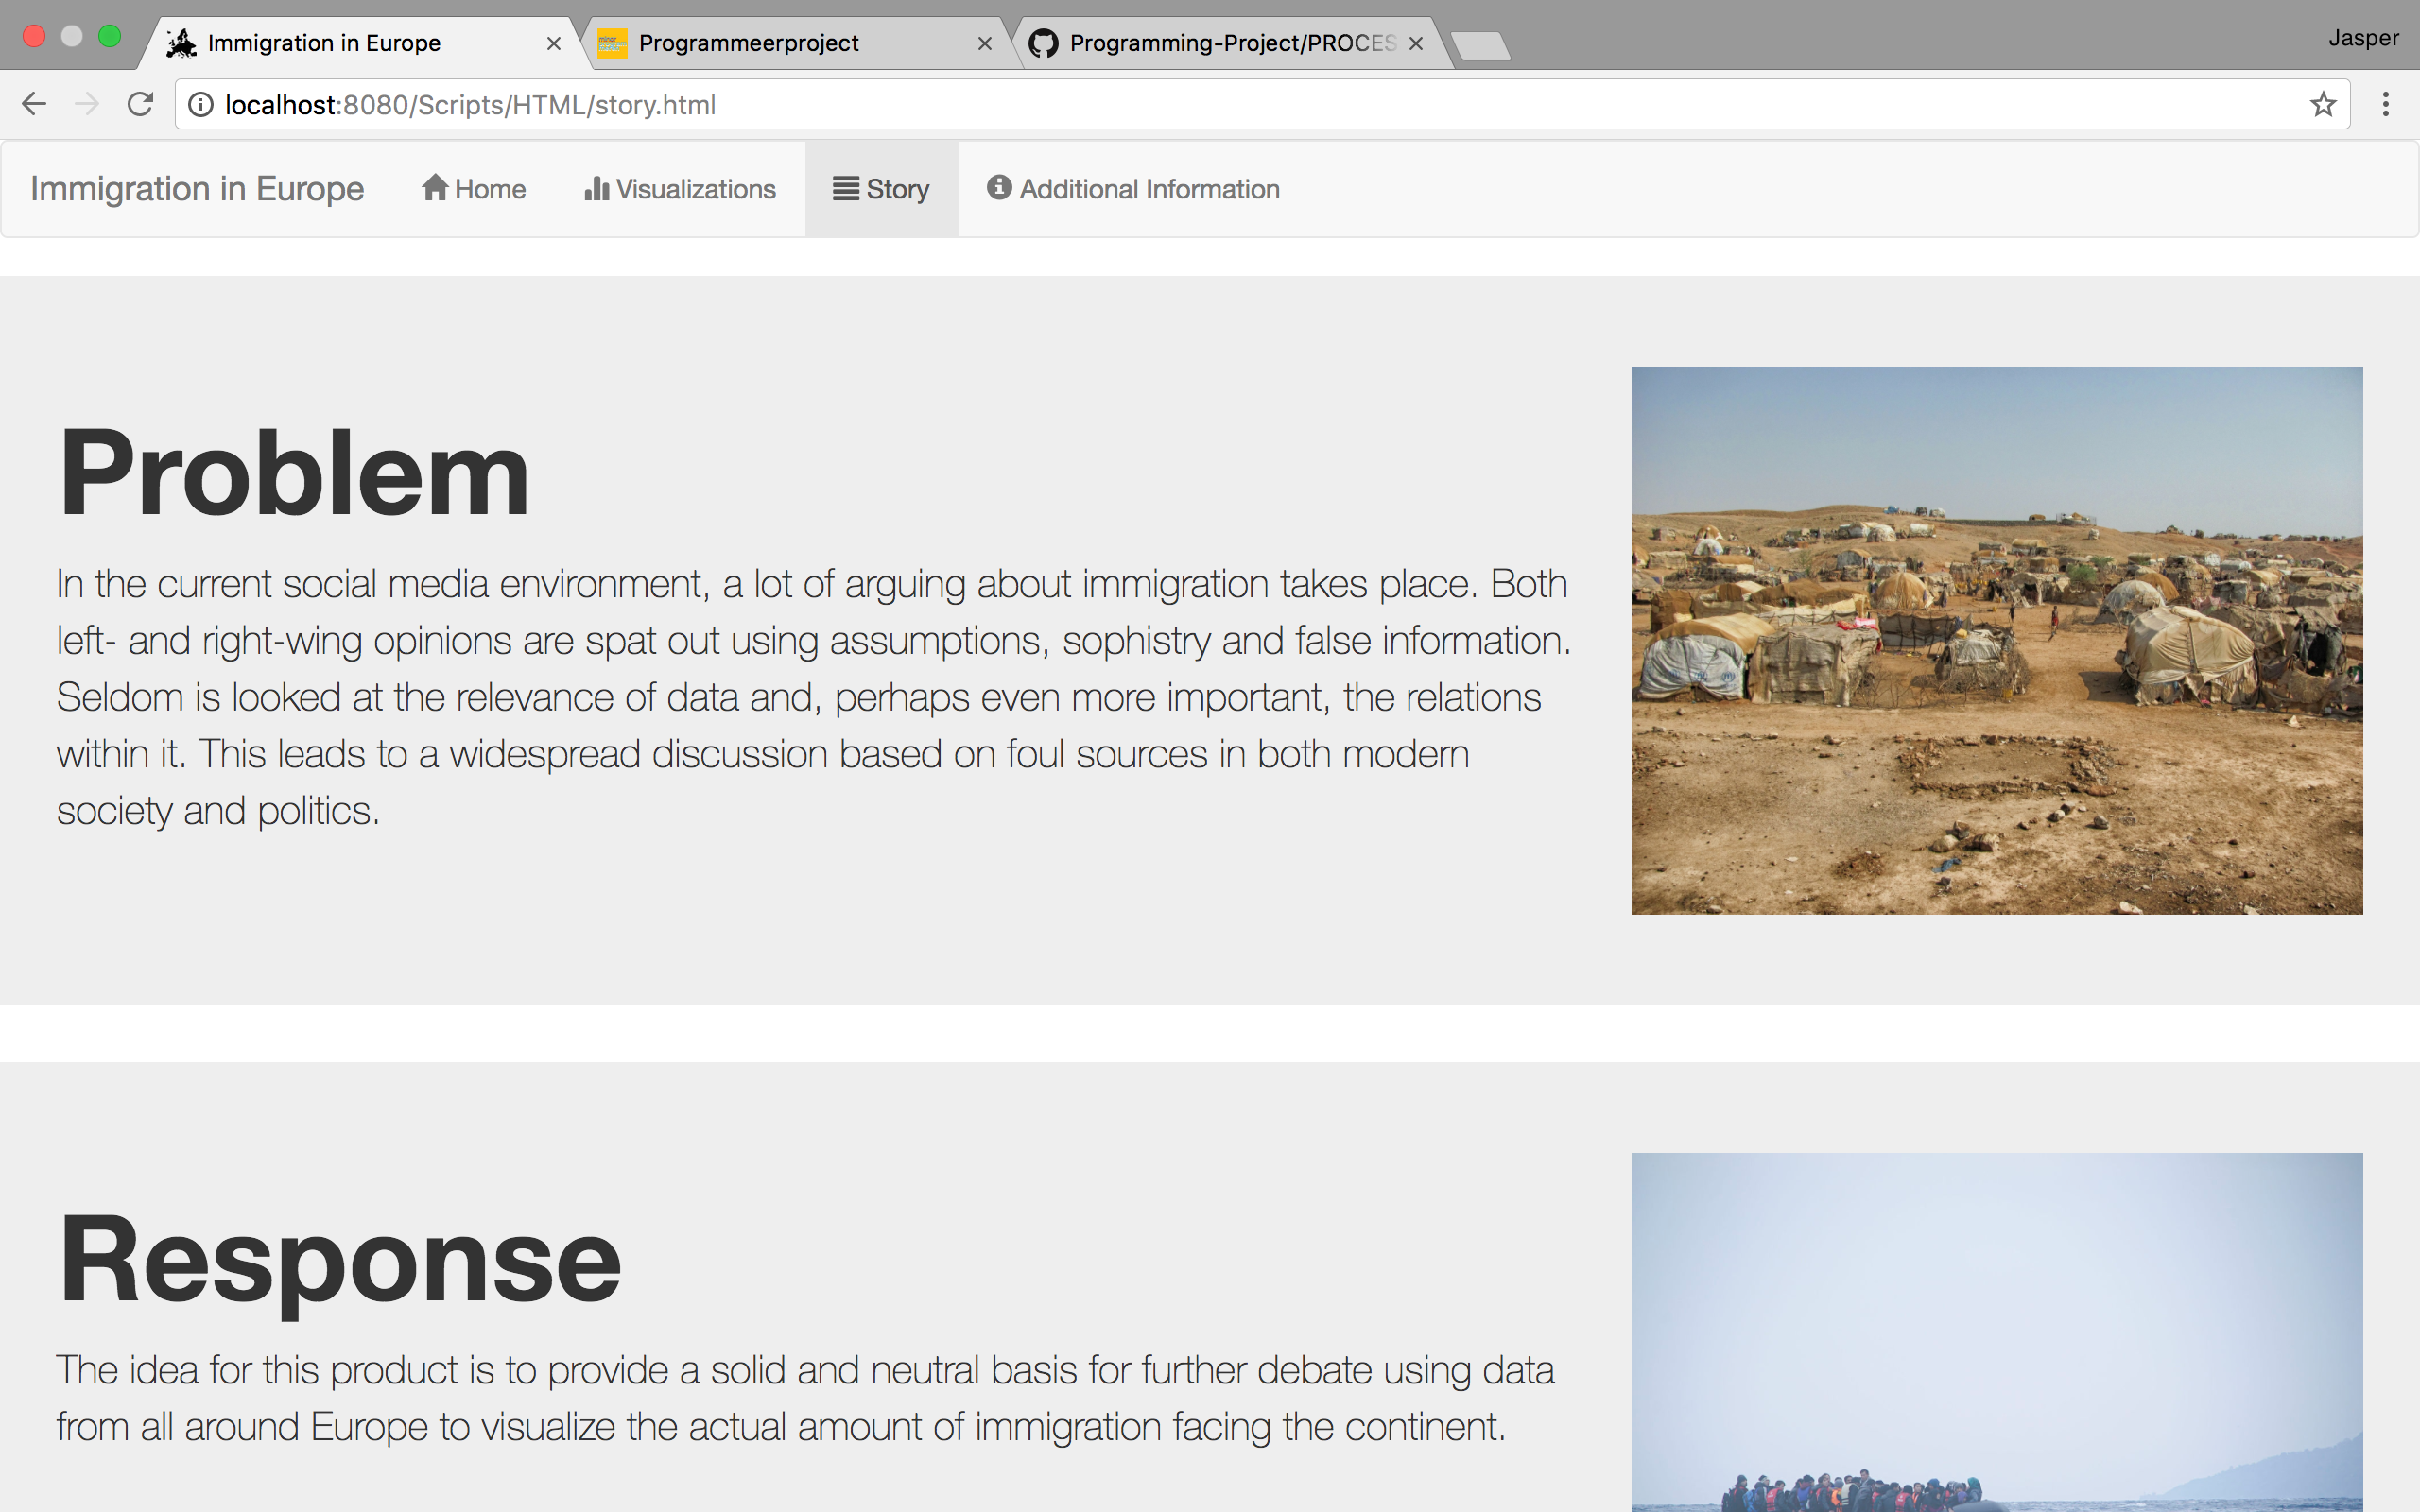 Immigration in Europe
Programmeerproject
Programming-Project/PROCES
Jasper
localhost:8080/Scripts/HTML/story.html
Immigration in Europe Home Visualizations Story Additional Information
Problem
In the current social media environment, a lot of arguing about immigration takes place. Both
left- and right-wing opinions are spat out using assumptions, sophistry and false information.
Seldom is looked at the relevance of data and, perhaps even more important, the relations
within it. This leads to a widespread discussion based on foul sources in both modern
society and politics.
Response
The idea for this product is to provide a solid and neutral basis for further debate using data
from all around Europe to visualize the actual amount of immigration facing the continent.